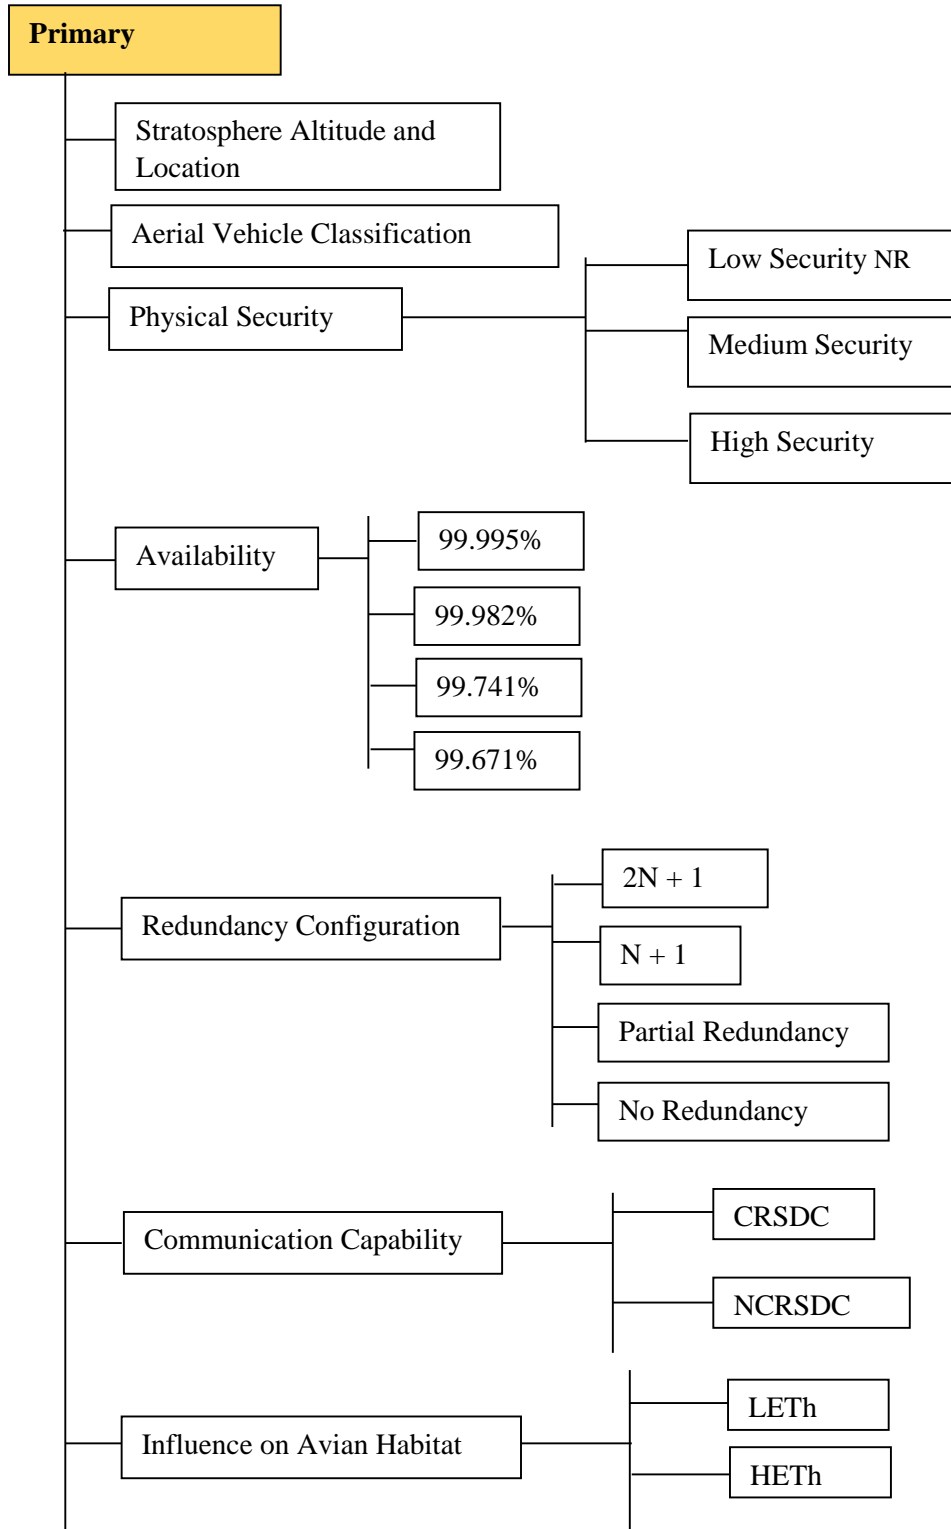 Primary
Stratosphere Altitude and
Location
Aerial Vehicle Classification
Physical Security
Low Security NR
Medium Security
High Security
Availability
99.995%
99.982%
99.741%
99.671%
Redundancy Configuration
2N + 1
N + 1
Partial Redundancy
No Redundancy
Communication Capability
CRSDC
NCRSDC
Influence on Avian Habitat
LETh
HETh